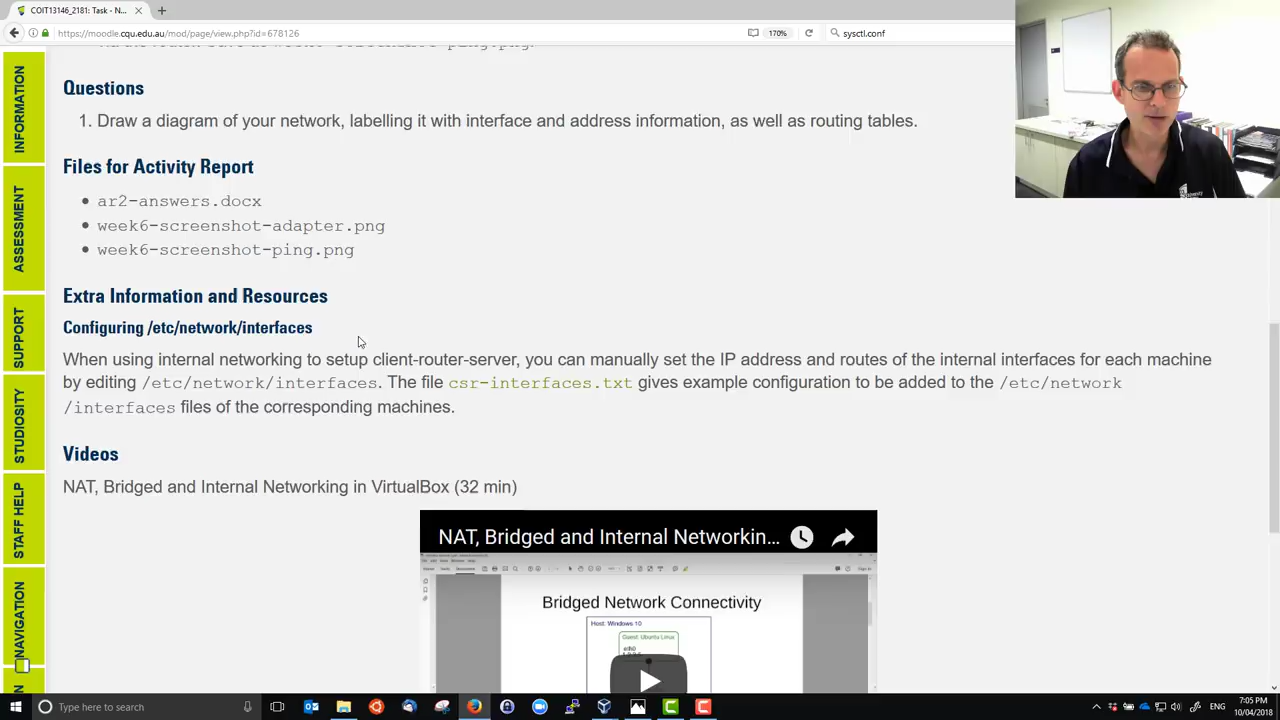 COIT13146_2181: Task - N
https://moodle.cqu.edu.au/mod/page/view.php?id=678126
170%
sysctl.conf
Questions
1. Draw a diagram of your network, labelling it with interface and address information, as well as routing tables.
Files for Activity Report
ar2-answers.docx
week6-screenshot-adapter.png
week6-screenshot-ping.png
Extra Information and Resources
Configuring /etc/network/interfaces
When using internal networking to setup client-router-server, you can manually set the IP address and routes of the internal interfaces for each machine
by editing /etc/network/interfaces. The file csr-interfaces.txt gives example configuration to be added to the /etc/network
/interfaces files of the corresponding machines.
Videos
NAT, Bridged and Internal Networking in VirtualBox (32 min)
NAT, Bridged and Internal Networkin...
Bridged Network Connectivity
Host: Windows 10
Guest: Ubuntu Linux
eth0
INFORMATION
ASSESSMENT
SUPPORT
STUDIOSITY
STAFF HELP
NAVIGATION
Type here to search
ENG
7:05 PM
10/04/2018